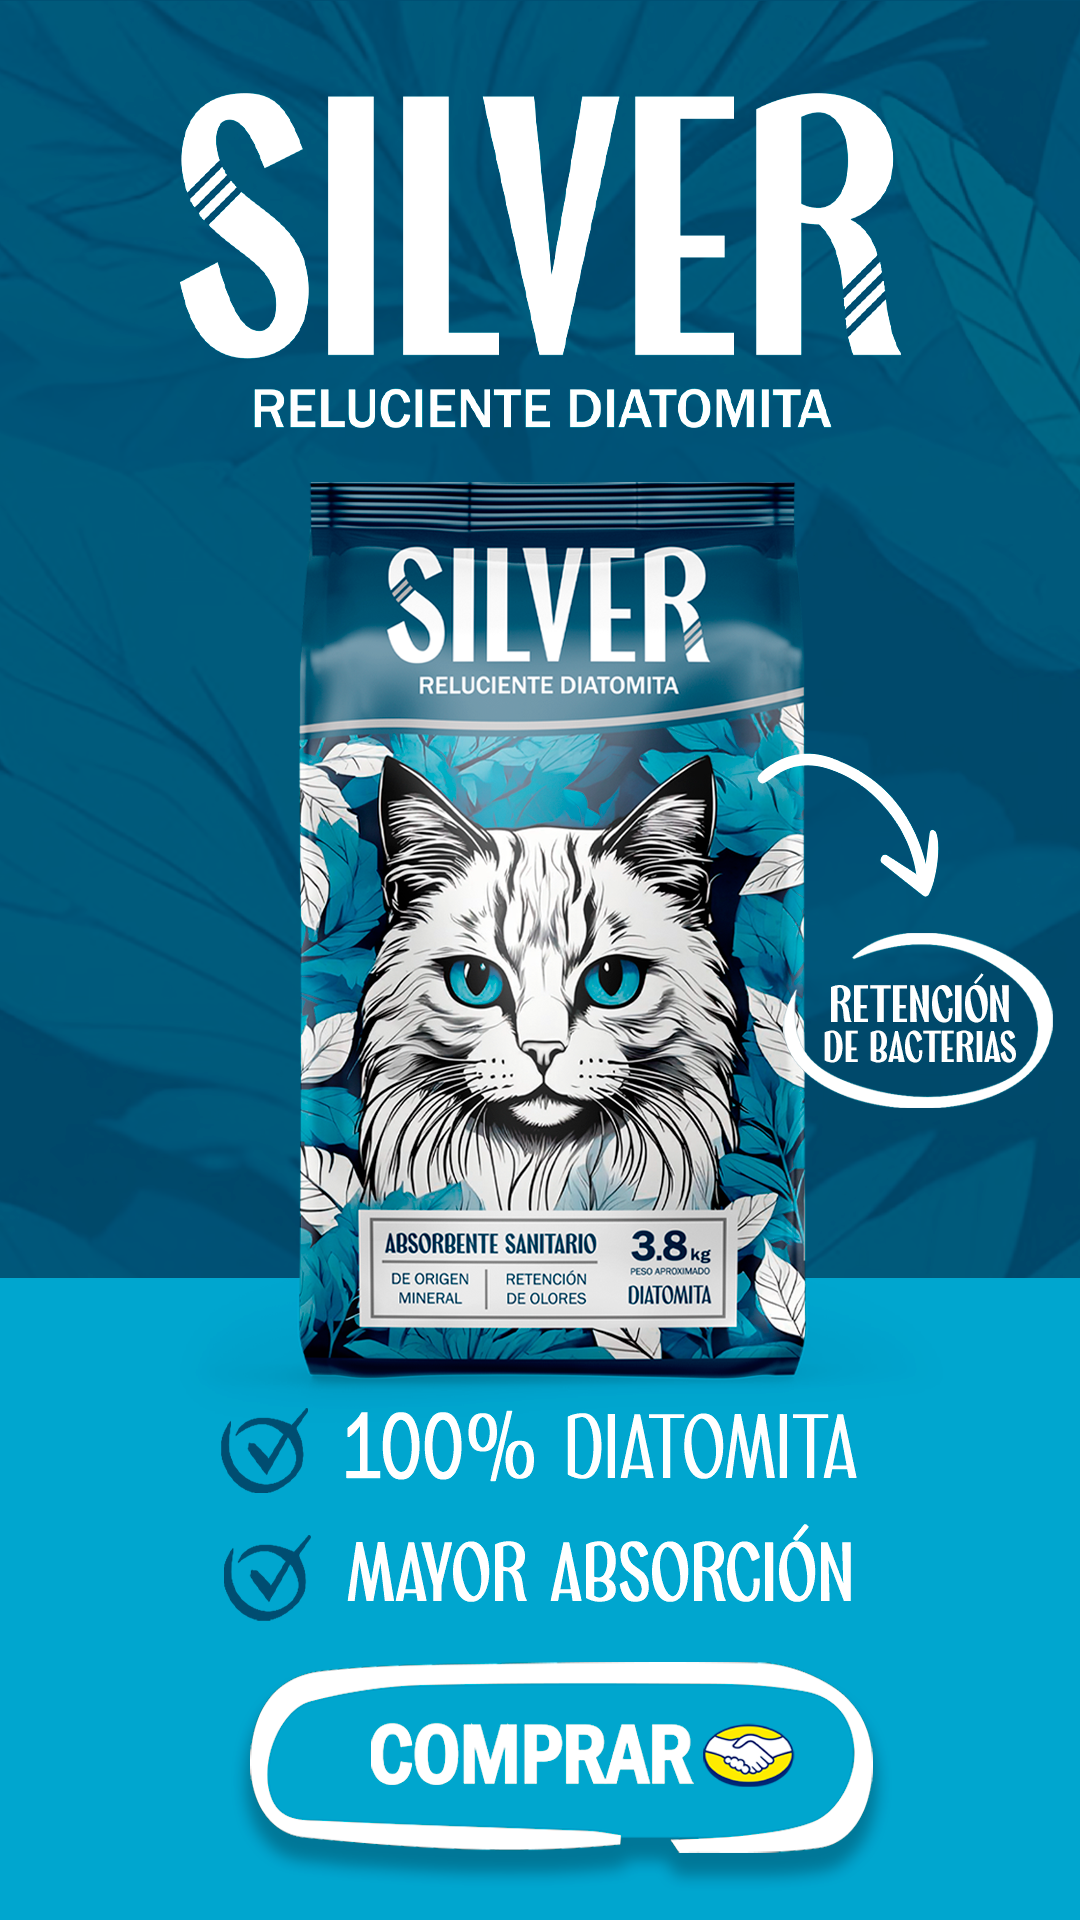 SILVER
RELUCIENTE DIATOMITA
SILVER
RELUCIENTE DIATOMITA
RETENCIÓN
DE BACTERIAS
ABSORBENTE SANITARIO
DE ORIGEN
MINERAL
RETENCIÓN
DE OLORES
3.8 kg
PESO APROXIMADO
DIATOMITA
100% DIATOMITA
MAYOR ABSORCIÓN
COMPRAR